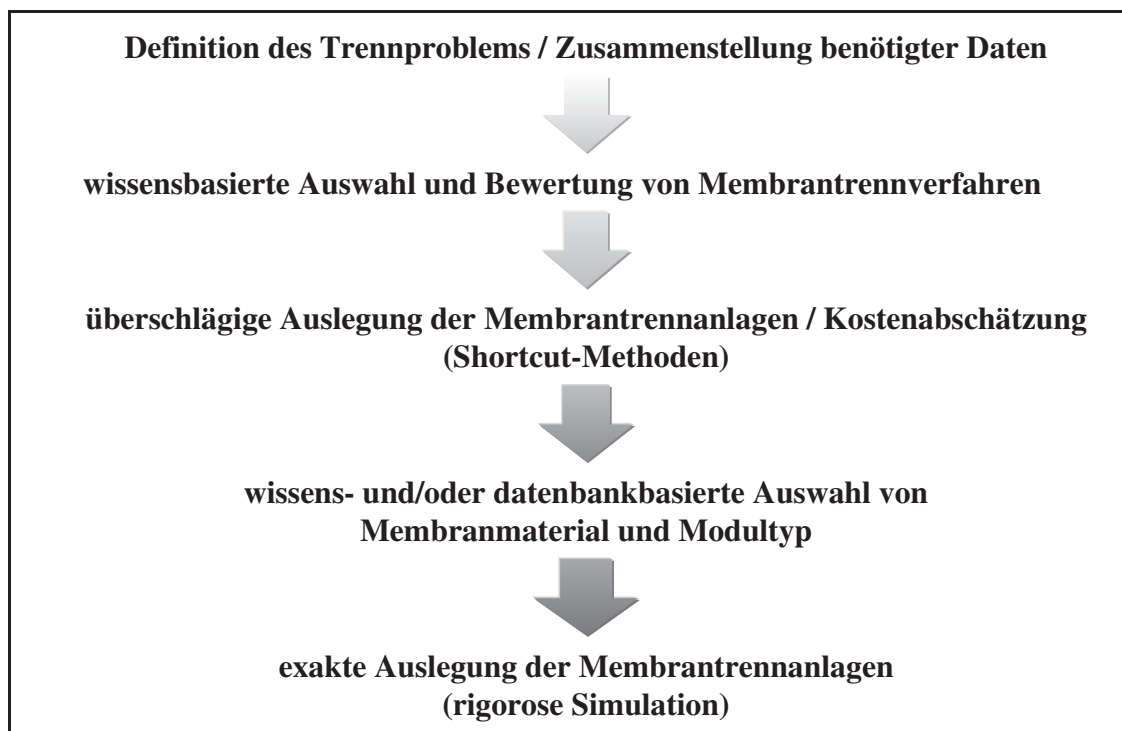 Definition des Trennproblems / Zusammenstellung benötigter Daten
wissensbasierte Auswahl und Bewertung von Membrantrennverfahren
überschlägige Auslegung der Membrantrennanlagen / Kostenabschätzung
(Shortcut-Methoden)
wissens- und/oder datenbankbasierte Auswahl von
Membranmaterial und Modultyp
exakte Auslegung der Membrantrennanlagen
(rigorose Simulation)